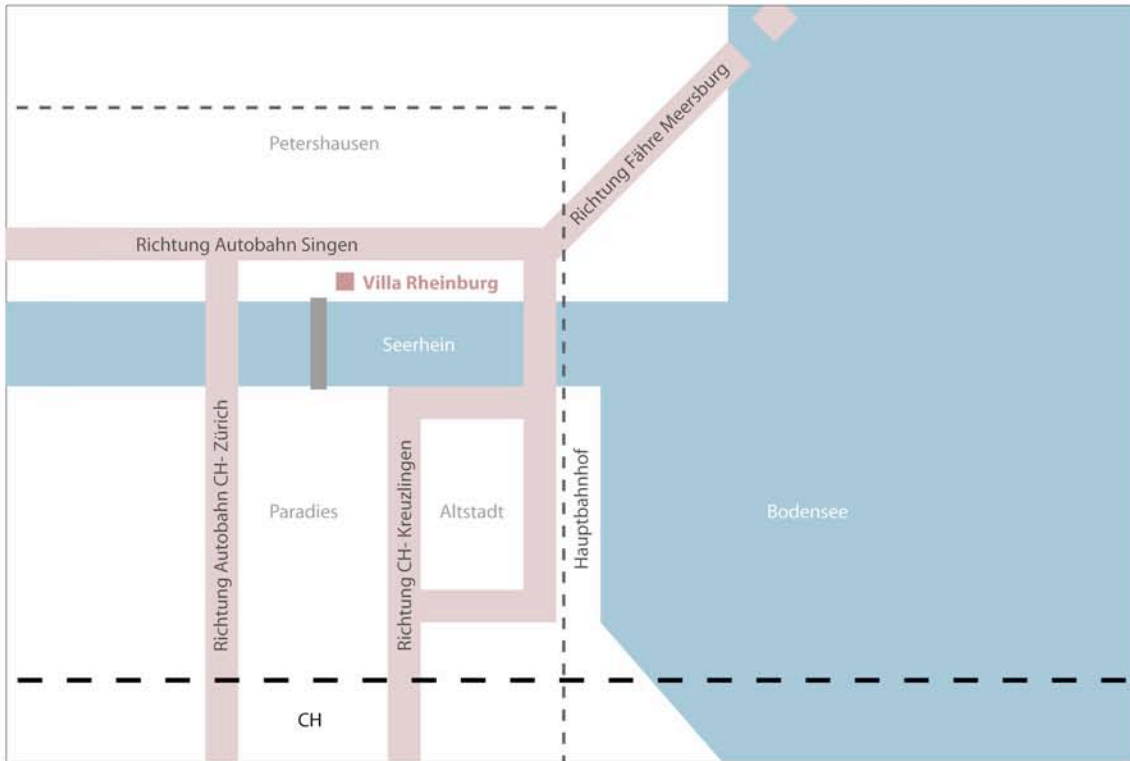 Petershausen
Richtung Fähre Meersburg
Richtung Autobahn Singen
Villa Rheinburg
Seerhein
Richtung Autobahn CH- Zürich
Paradies
Richtung CH- Kreuzlingen
Altstadt
Hauptbahnhof
Bodensee
CH